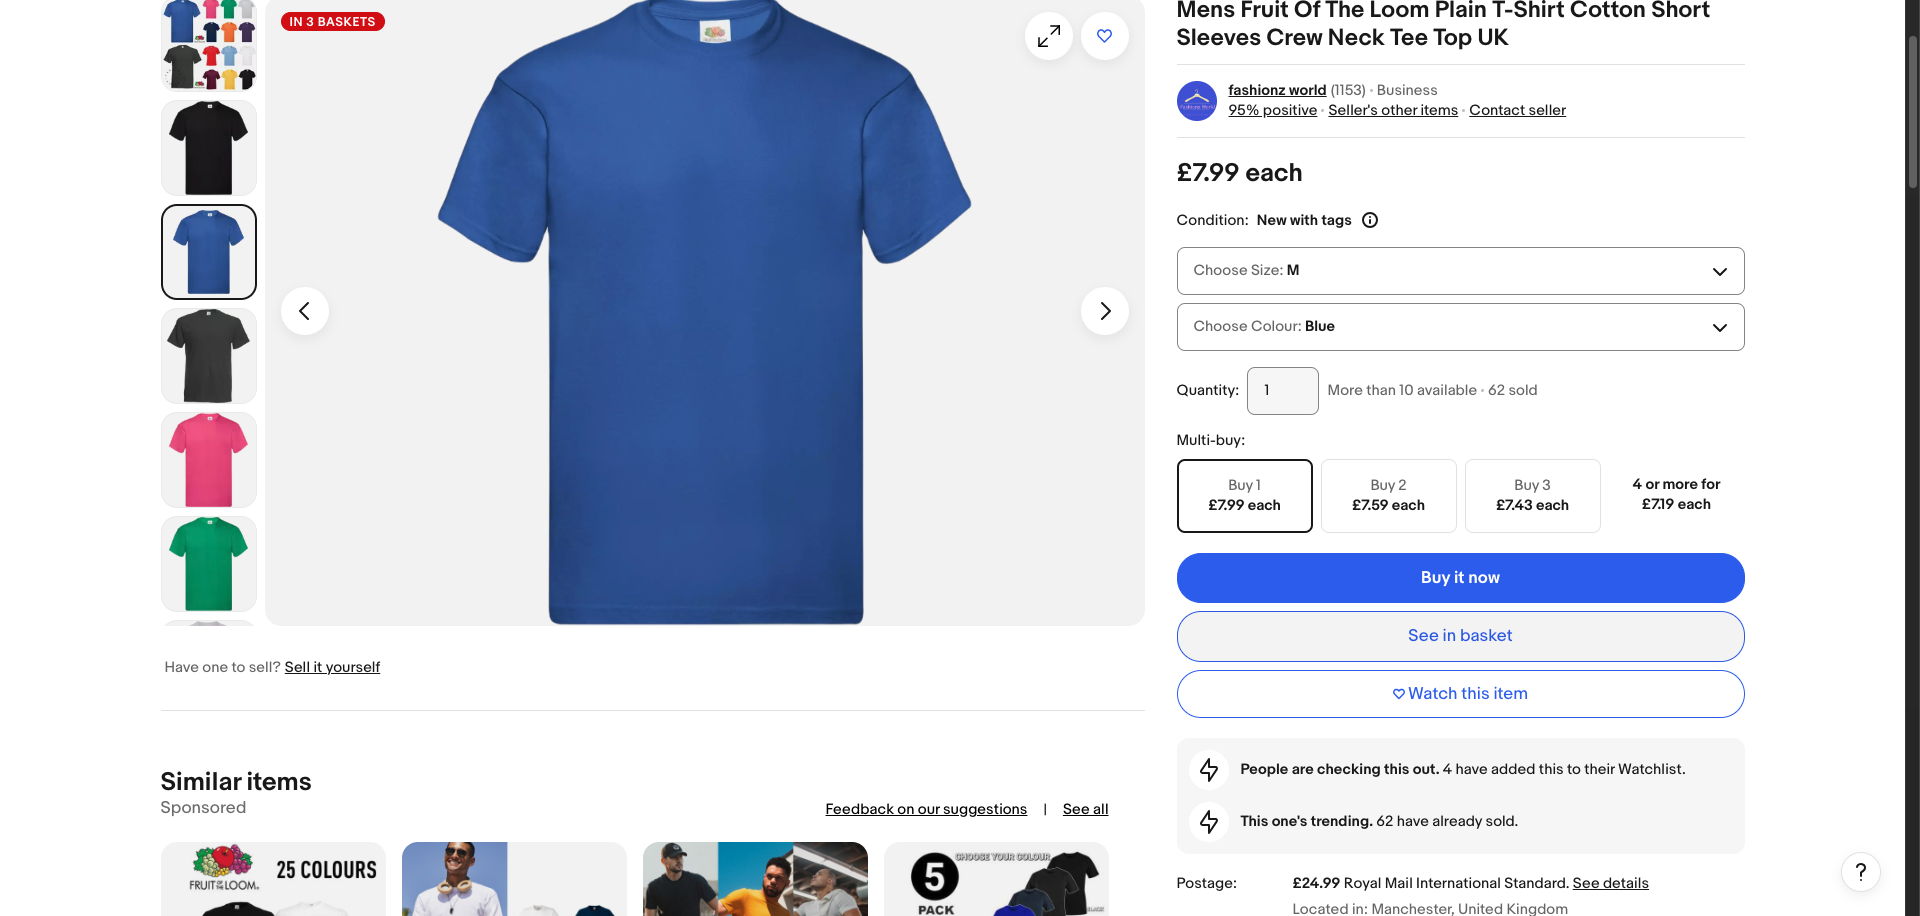 IN 3 BASKETS
Mens Fruit Of The Loom Plain T-Shirt Cotton Short
Sleeves Crew Neck Tee Top UK
fashionz world (1153) · Business
95% positive · Seller's other items · Contact seller
£7.99 each
Condition: New with tags
Choose Size: M
Choose Colour: Blue
Quantity: 1 More than 10 available · 62 sold
Multi-buy:
Buy 1
£7.99 each
Buy 2
£7.59 each
Buy 3
£7.43 each
4 or more for
£7.19 each
Buy it now
See in basket
Watch this item
People are checking this out. 4 have added this to their Watchlist.
This one's trending. 62 have already sold.
Postage: £24.99 Royal Mail International Standard. See details
Located in: Manchester, United Kingdom
Have one to sell? Sell it yourself
Similar items
Sponsored
Feedback on our suggestions | See all
FRUIT OF THE LOOM.
25 COLOURS
5
PACK
CHOOSE YOUR COLOUR
?